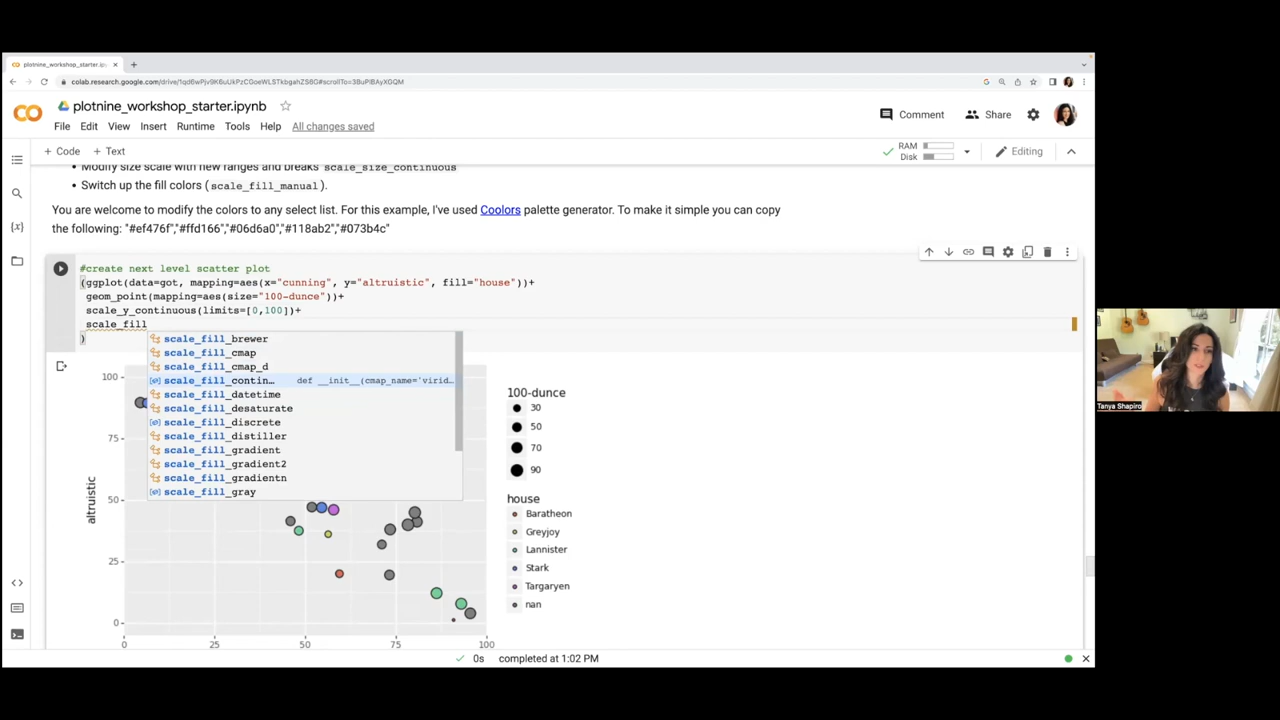 plotnine_workshop_starter.ipynb
colab.research.google.com/drive/
plotnine_workshop_starter.ipynb
File Edit View Insert Runtime Tools Help All changes saved
Comment Share
+ Code + Text
RAM
Disk
Editing
Modify size scale with new ranges and breaks scale_size_continuous
• Switch up the fill colors (scale_fill_manual).
You are welcome to modify the colors to any select list. For this example, I've used Coolors palette generator. To make it simple you can copy
the following: "#ef476f","#ffd166","#06d6a0","#118ab2","#073b4c"
#create next level scatter plot
(ggplot(data=got, mapping=aes(x="cunning", y="altruistic", fill="house"))+
geom_point(mapping=aes(size="100-dunce"))+
scale_y_continuous(limits=[0,100])+
scale_fill
)
scale_fill_brewer
scale_fill_cmap
scale_fill_cmap_d
scale_fill_contin… def __init__(cmap_name='virid…
scale_fill_datetime
scale_fill_desaturate
scale_fill_discrete
scale_fill_distiller
scale_fill_gradient
scale_fill_gradient2
scale_fill_gradientn
scale_fill_gray
100
75
50
25
0
altruistic
0 25 50 75 100
100-dunce
30
50
70
90
house
Baratheon
Greyjoy
Lannister
Stark
Targaryen
nan
0s completed at 1:02 PM
Tanya Shapiro